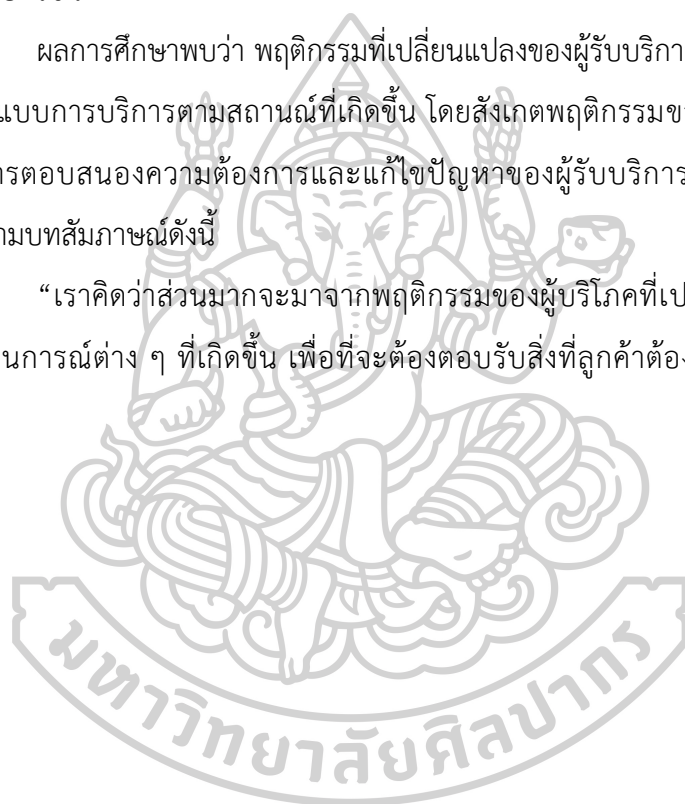 ผลการศึกษาพบว่า พฤติกรรมที่เปลี่ยนแปลงของผู้รับบริกา
แบบการบริการตามสถานณ์ที่เกิดขึ้น โดยสังเกตพฤติกรรมข
รตอบสนองความต้องการและแก้ไขปัญหาของผู้รับบริการ
ามบทสัมภาษณ์ดังนี้
“เราคิดว่าส่วนมากจะมาจากพฤติกรรมของผู้บริโภคที่เป
นการณ์ต่าง ๆ ที่เกิดขึ้น เพื่อที่จะต้องตอบรับสิ่งที่ลูกค้าต้อง
มหาวิทยาลัยศิลปากร